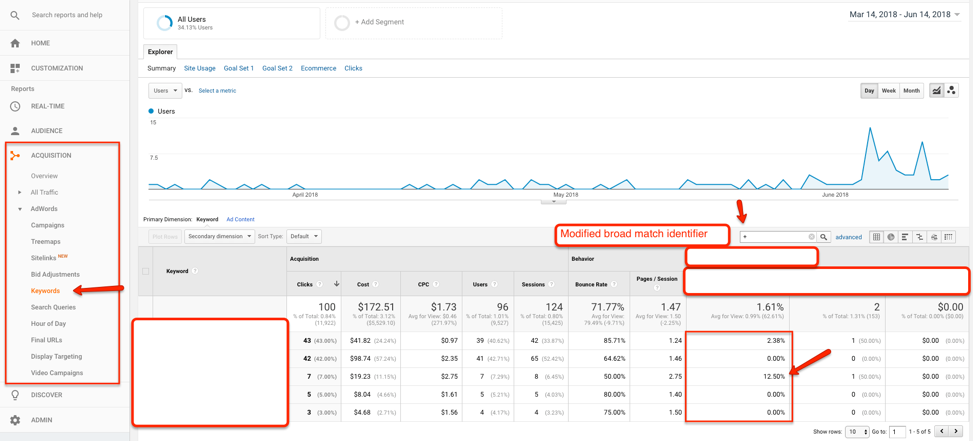 Search reports and help
HOME
CUSTOMIZATION
Reports
REAL-TIME
AUDIENCE
ACQUISITION
Overview
All Traffic
AdWords
Campaigns
Treemaps
Sitelinks NEW
Bid Adjustments
Keywords
Search Queries
Hour of Day
Final URLs
Display Targeting
Video Campaigns
DISCOVER
ADMIN
All Users
34.13% Users
+ Add Segment
Mar 14, 2018 - Jun 14, 2018
Explorer
Summary Site Usage Goal Set 1 Goal Set 2 Ecommerce Clicks
Users VS. Select a metric
Day Week Month
Users
15
7.5
April 2018 May 2018 June 2018
Primary Dimension: Keyword Ad Content
Plot Rows Secondary dimension Sort Type: Default
Modified broad match identifier
+ advanced
Keyword ? Acquisition Behavior
Clicks ? Cost ? CPC ? Users ? Sessions ? Bounce Rate ? Pages / Session ?
100 $172.51 $1.73 96 124 71.77% 1.47 1.61% 2 $0.00
% of Total: 0.84% (11,922) % of Total: 3.12% ($5,529.10) Avg for View: $0.46 (271.97%) % of Total: 1.01% (9,527) % of Total: 0.80% (15,425) Avg for View: 79.49% (-9.71%) Avg for View: 1.50 (-2.25%) Avg for View: 0.99% (62.61%) % of Total: 1.31% (153) % of Total: 0.00% ($0.00)
43 (43.00%) $41.82 (24.24%) $0.97 39 (40.62%) 42 (33.87%) 85.71% 1.24 2.38% 1 (50.00%) $0.00 (0.00%)
42 (42.00%) $98.74 (57.24%) $2.35 41 (42.71%) 65 (52.42%) 64.62% 1.46 0.00% 0 (0.00%) $0.00 (0.00%)
7 (7.00%) $19.23 (11.15%) $2.75 7 (7.29%) 8 (6.45%) 50.00% 2.75 12.50% 1 (50.00%) $0.00 (0.00%)
5 (5.00%) $8.04 (4.66%) $1.61 5 (5.21%) 5 (4.03%) 80.00% 1.40 0.00% 0 (0.00%) $0.00 (0.00%)
3 (3.00%) $4.68 (2.71%) $1.56 4 (4.17%) 4 (3.23%) 75.00% 1.50 0.00% 0 (0.00%) $0.00 (0.00%)
Show rows: 10 Go to: 1 1 - 5 of 5